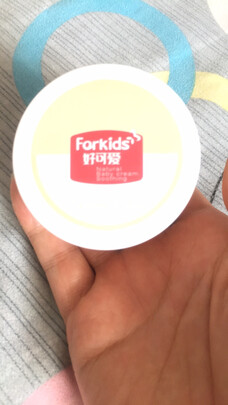 Forkids
好可爱
Natural
Baby cream
Soothing